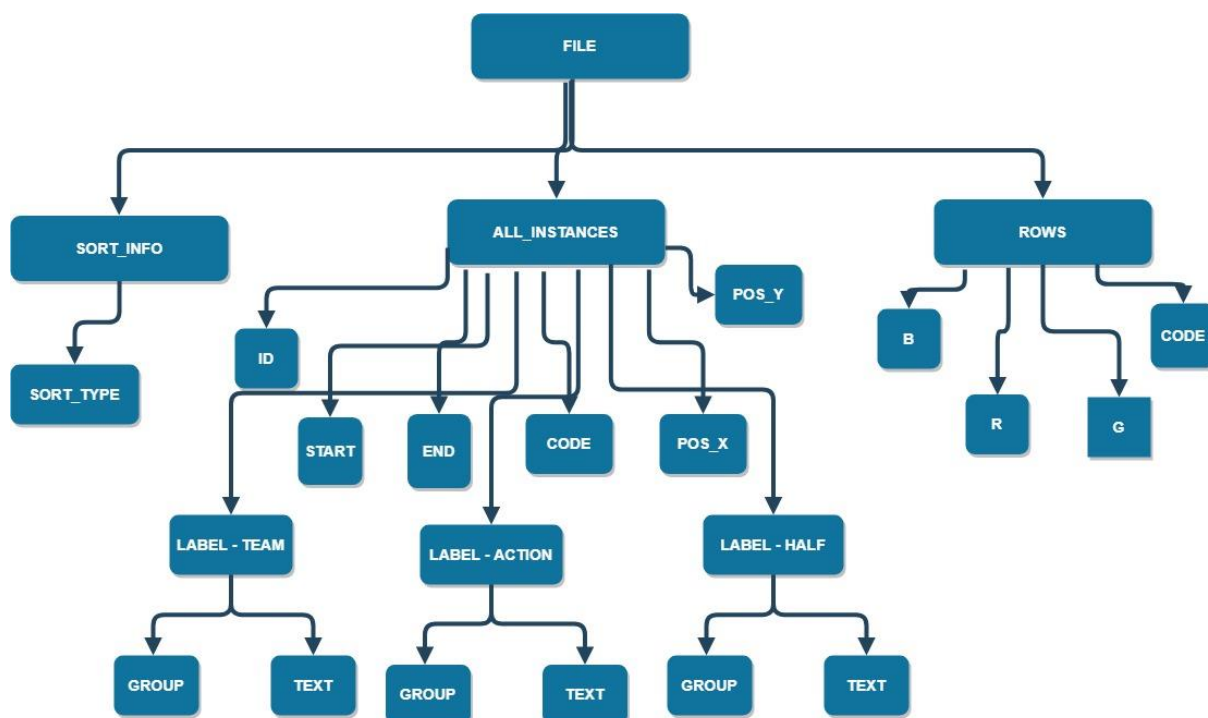 FILE
SORT_INFO
ALL_INSTANCES
ROWS
POS_Y
ID
B
CODE
SORT_TYPE
START
END
CODE
POS_X
R
G
LABEL - TEAM
LABEL - ACTION
LABEL - HALF
GROUP
TEXT
GROUP
TEXT
GROUP
TEXT